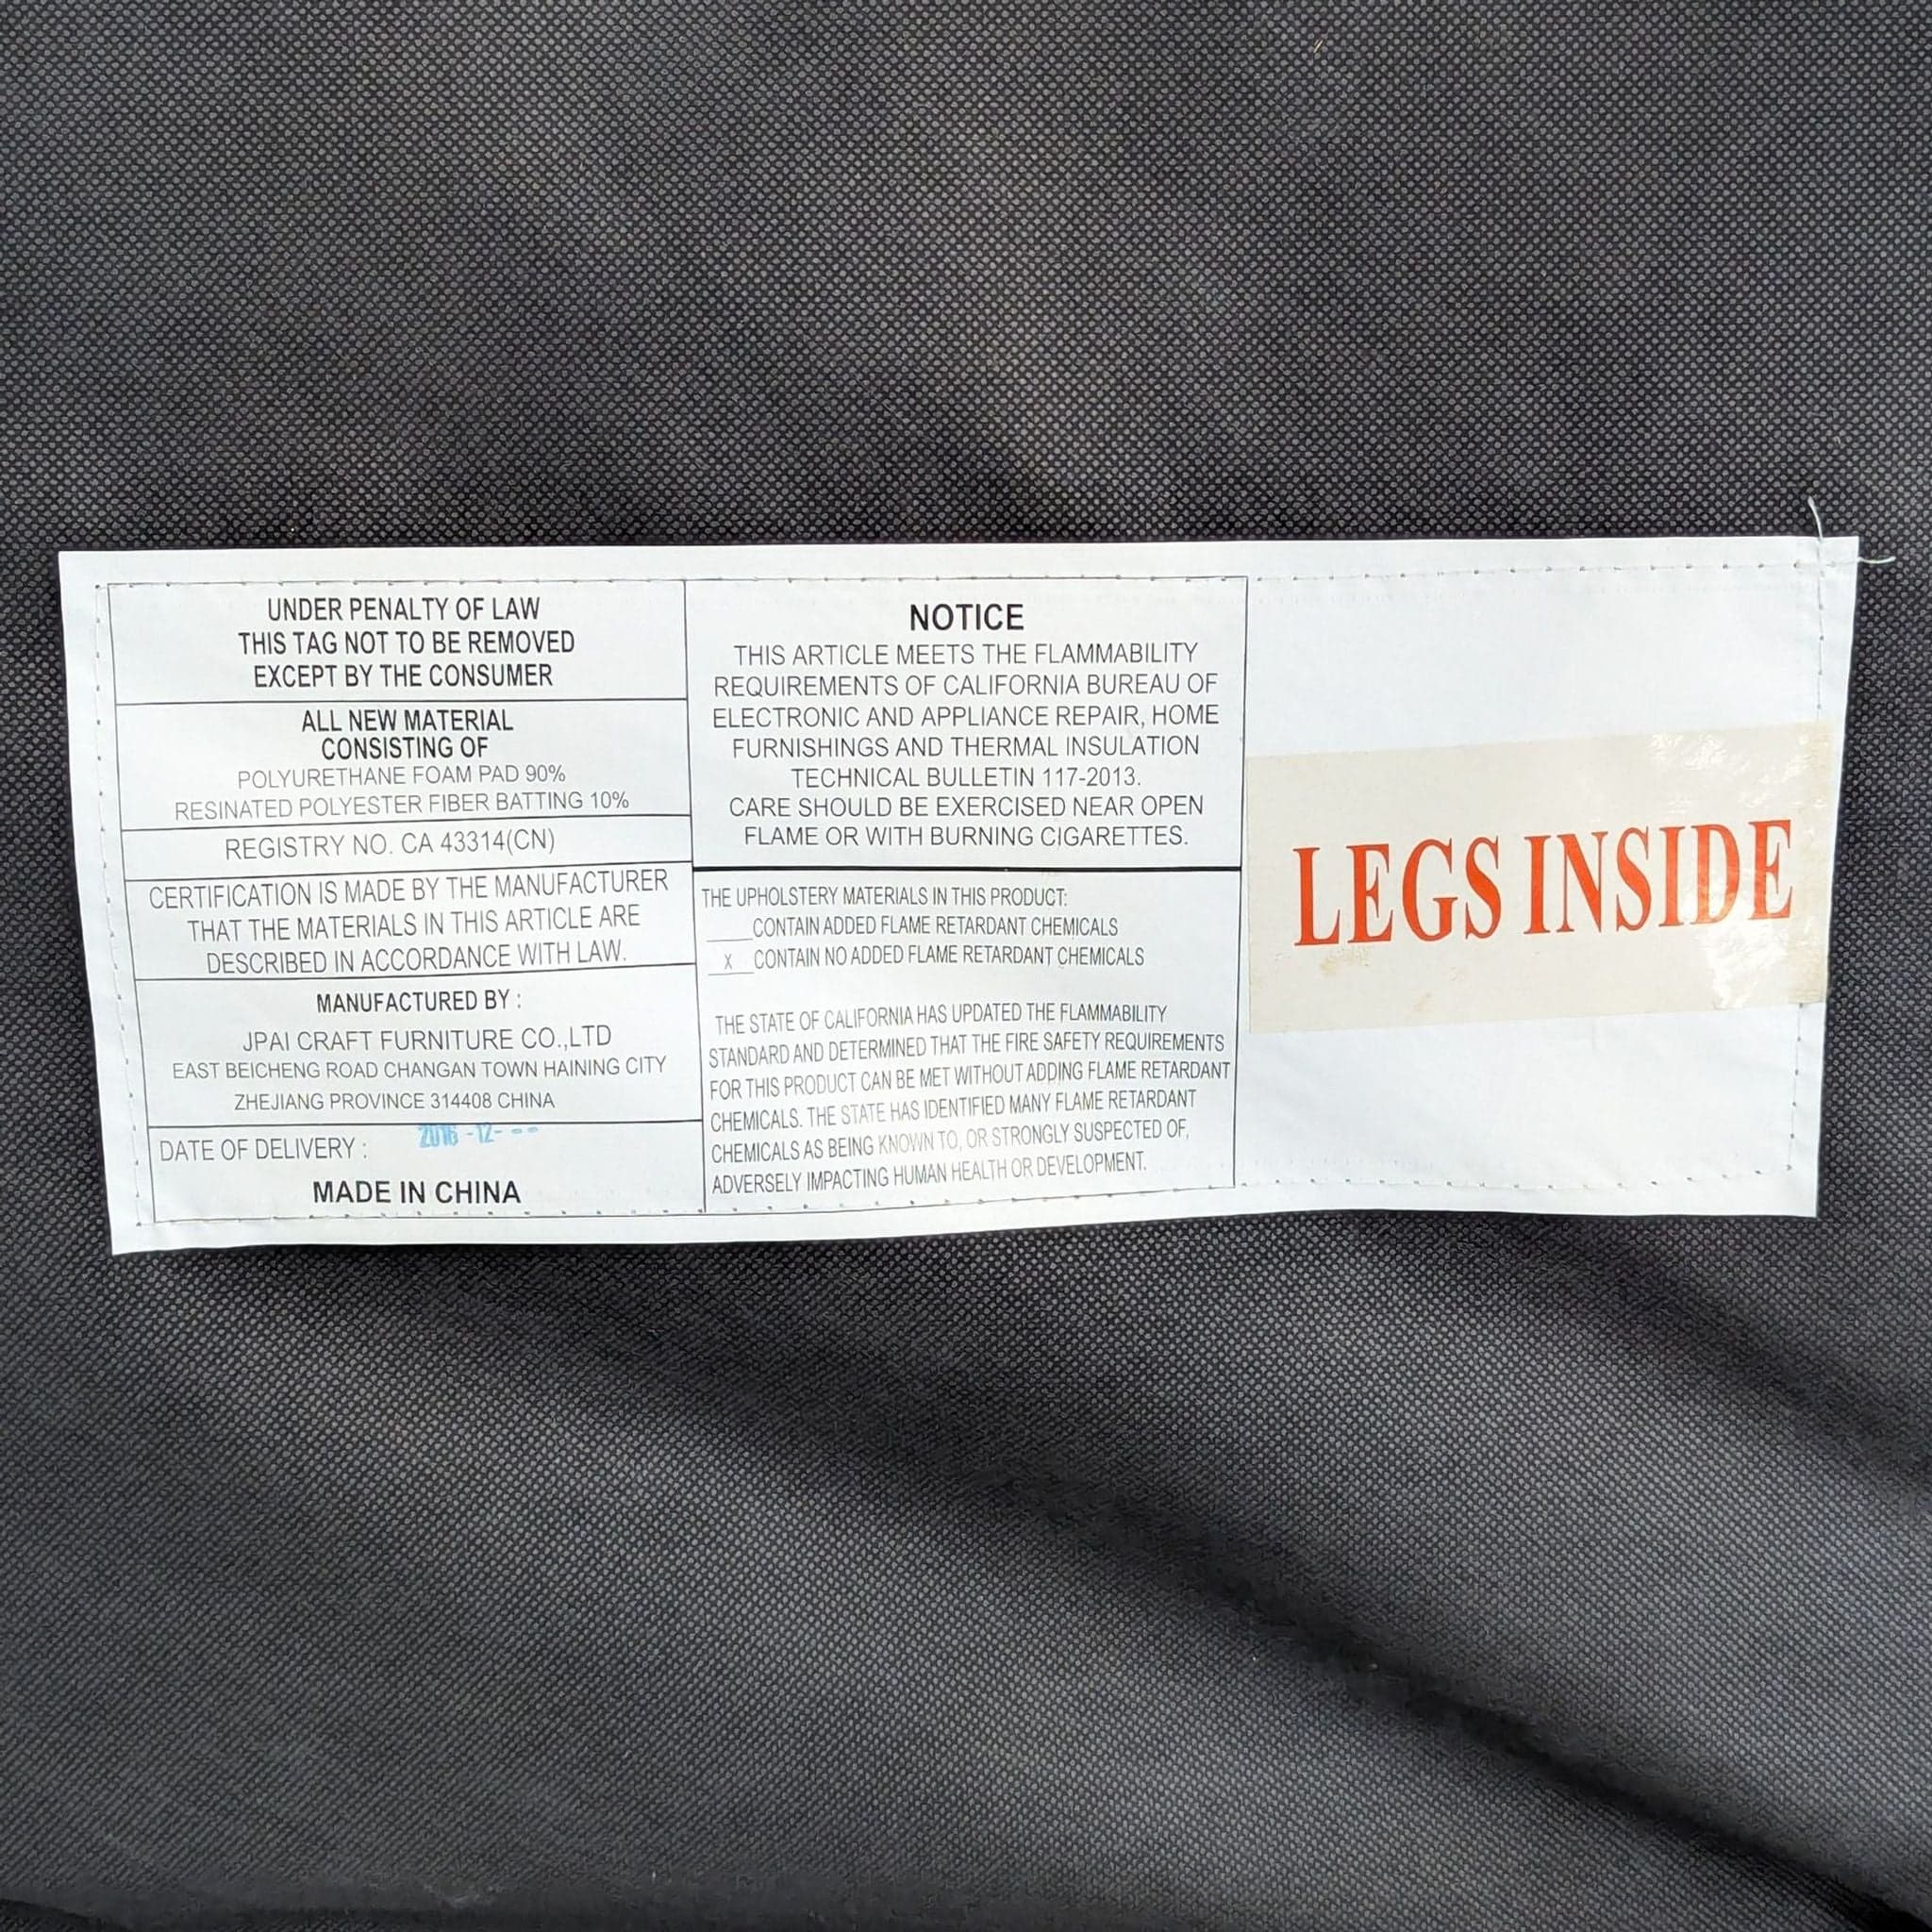 UNDER PENALTY OF LAW
THIS TAG NOT TO BE REMOVED
EXCEPT BY THE CONSUMER
ALL NEW MATERIAL
CONSISTING OF
POLYURETHANE FOAM PAD 90%
RESINATED POLYESTER FIBER BATTING 10%
REGISTRY NO. CA 43314(CN)
CERTIFICATION IS MADE BY THE MANUFACTURER
THAT THE MATERIALS IN THIS ARTICLE ARE
DESCRIBED IN ACCORDANCE WITH LAW.
MANUFACTURED BY :
JPAI CRAFT FURNITURE CO.,LTD
EAST BEICHENG ROAD CHANGAN TOWN HAINING CITY
ZHEJIANG PROVINCE 314408 CHINA
DATE OF DELIVERY : 2016 -12- --
MADE IN CHINA
NOTICE
THIS ARTICLE MEETS THE FLAMMABILITY
REQUIREMENTS OF CALIFORNIA BUREAU OF
ELECTRONIC AND APPLIANCE REPAIR, HOME
FURNISHINGS AND THERMAL INSULATION
TECHNICAL BULLETIN 117-2013.
CARE SHOULD BE EXERCISED NEAR OPEN
FLAME OR WITH BURNING CIGARETTES.
THE UPHOLSTERY MATERIALS IN THIS PRODUCT:
____CONTAIN ADDED FLAME RETARDANT CHEMICALS
_X__CONTAIN NO ADDED FLAME RETARDANT CHEMICALS
THE STATE OF CALIFORNIA HAS UPDATED THE FLAMMABILITY
STANDARD AND DETERMINED THAT THE FIRE SAFETY REQUIREMENTS
FOR THIS PRODUCT CAN BE MET WITHOUT ADDING FLAME RETARDANT
CHEMICALS. THE STATE HAS IDENTIFIED MANY FLAME RETARDANT
CHEMICALS AS BEING KNOWN TO, OR STRONGLY SUSPECTED OF,
ADVERSELY IMPACTING HUMAN HEALTH OR DEVELOPMENT.
LEGS INSIDE